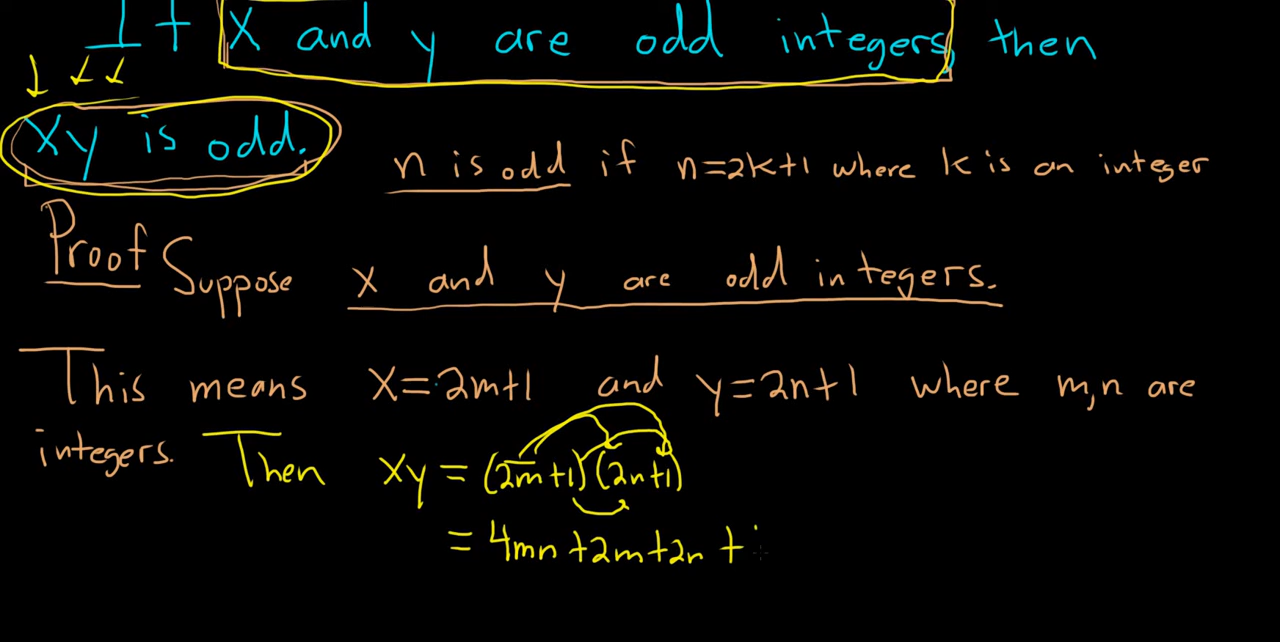 If x and y are odd integers, then
xy is odd.
n is odd if n=2k+1 where k is an integer
Proof Suppose x and y are odd integers.
This means x=2m+1 and y=2n+1 where m,n are
integers. Then xy = (2m+1)(2n+1)
= 4mn+2m+2n +